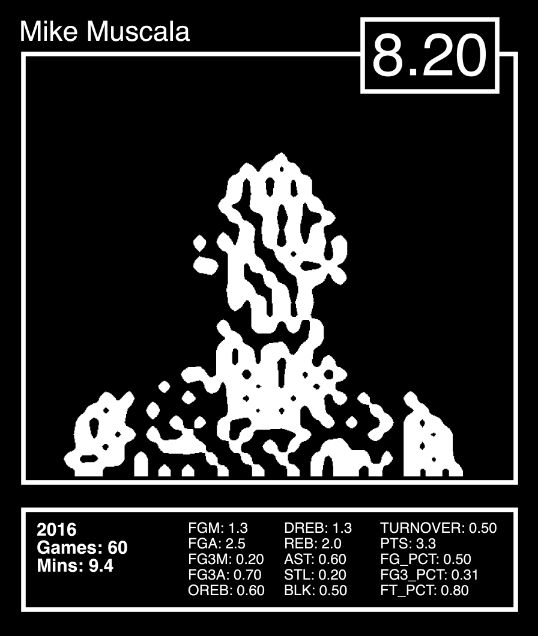 Mike Muscala
8.20
2016
Games: 60
Mins: 9.4
FGM: 1.3
FGA: 2.5
FG3M: 0.20
FG3A: 0.70
OREB: 0.60
DREB: 1.3
REB: 2.0
AST: 0.60
STL: 0.20
BLK: 0.50
TURNOVER: 0.50
PTS: 3.3
FG_PCT: 0.50
FG3_PCT: 0.31
FT_PCT: 0.80